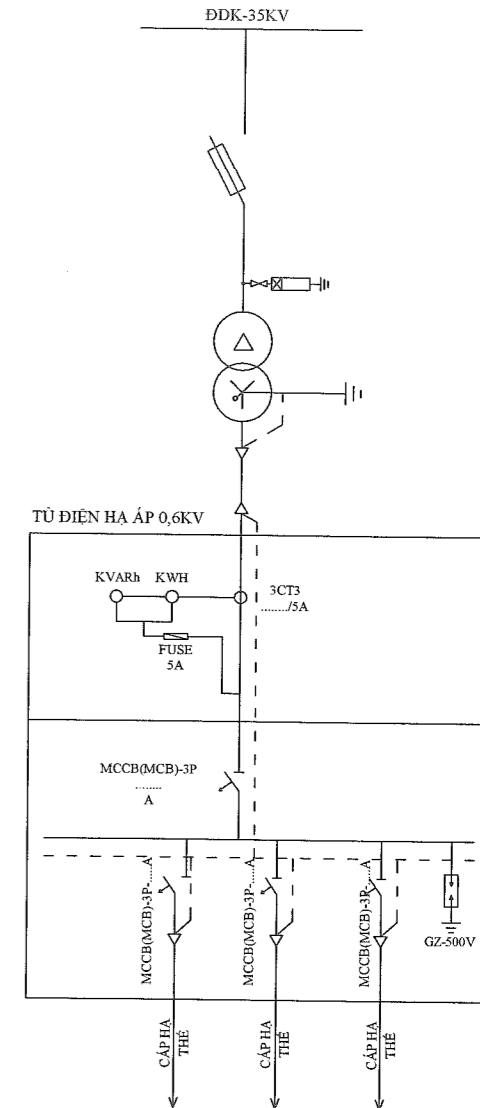 ĐDK-35KV
TỦ ĐIỆN HẠ ÁP 0,6KV
KVARh KWH
3CT3
......../5A
FUSE
5A
MCCB(MCB)-3P
........
A
MCCB(MCB)-3P-......A
MCCB(MCB)-3P-......A
MCCB(MCB)-3P-......A
GZ-500V
CÁP HẠ
THẾ
CÁP HẠ
THẾ
CÁP HẠ
THẾ